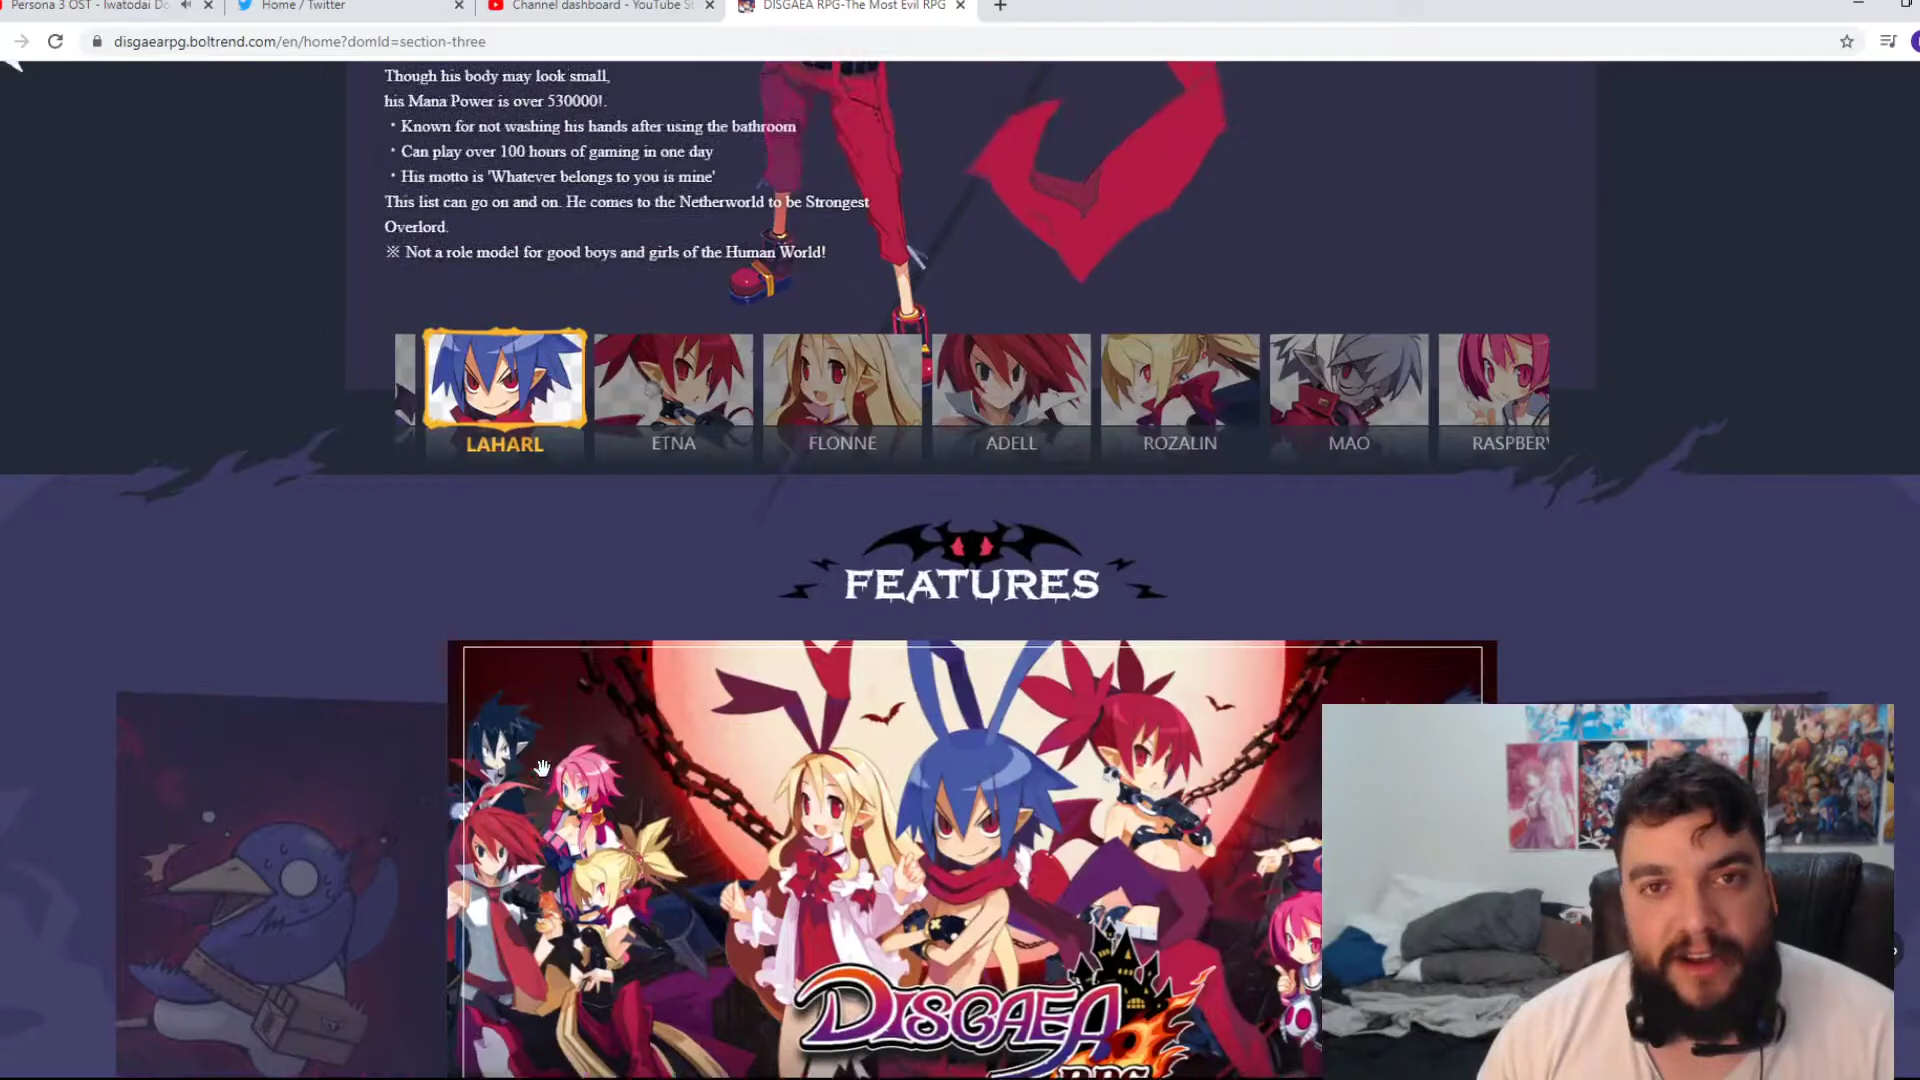 Persona 3 OST - Iwatodai Do
Home / Twitter
Channel dashboard - YouTube St
DISGAEA RPG-The Most Evil RPG
disgaearpg.boltrend.com/en/home?domId=section-three
Though his body may look small,
his Mana Power is over 530000!.
・Known for not washing his hands after using the bathroom
・Can play over 100 hours of gaming in one day
・His motto is 'Whatever belongs to you is mine'
This list can go on and on. He comes to the Netherworld to be Strongest
Overlord.
※ Not a role model for good boys and girls of the Human World!
LAHARL
ETNA
FLONNE
ADELL
ROZALIN
MAO
RASPBERY
FEATURES
DISGAEA
RPG